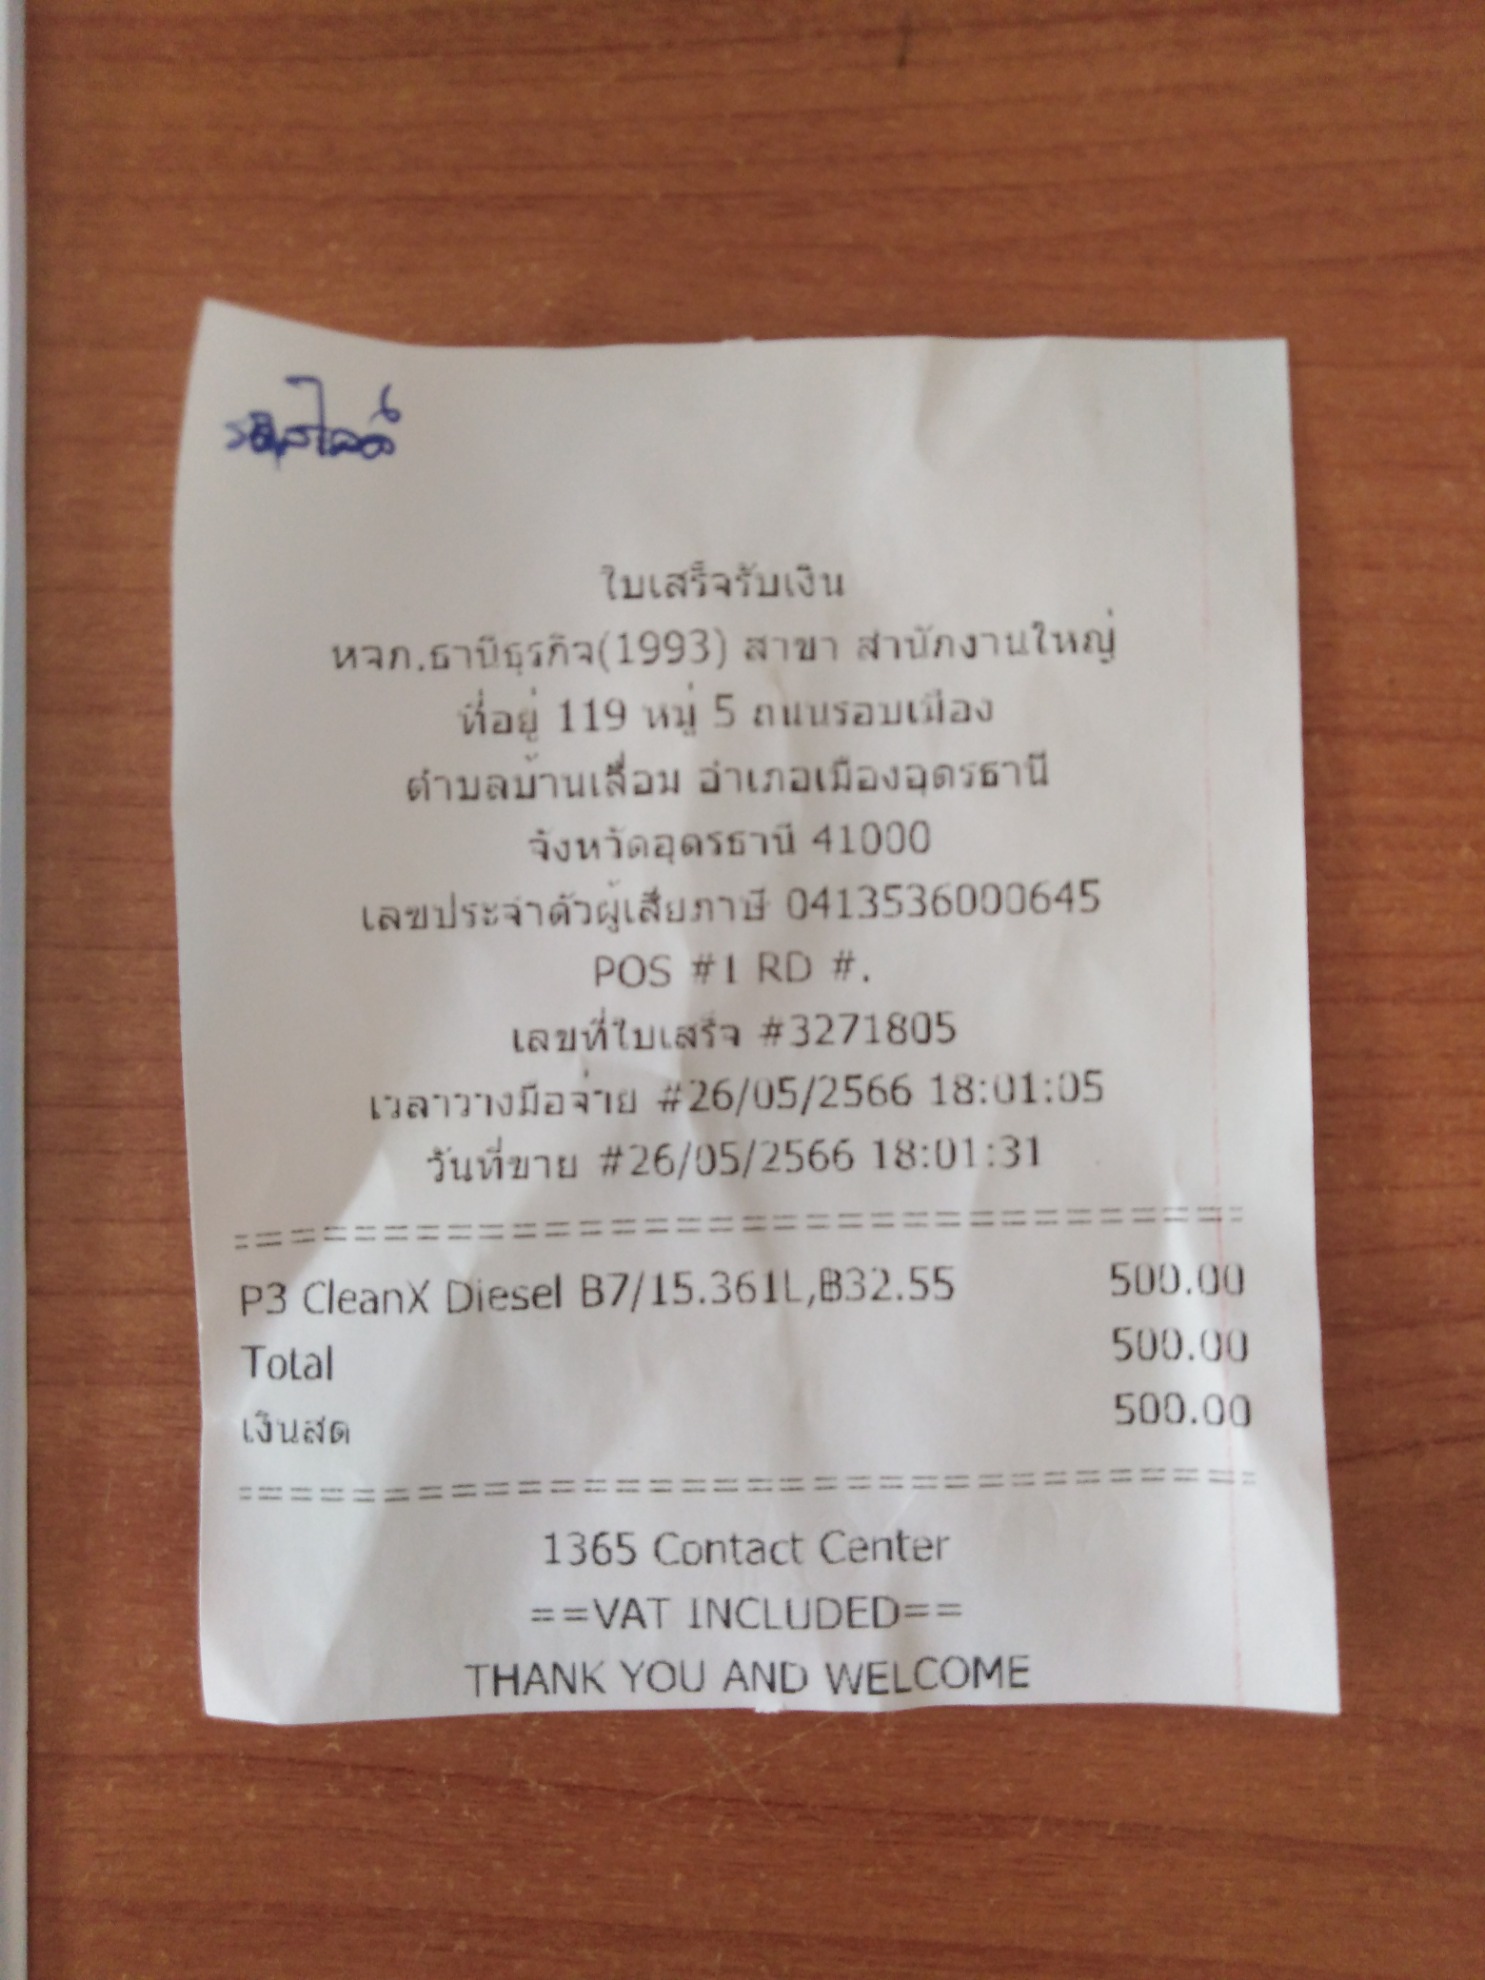 ใบเสร็จรับเงิน
หจก.ธานีธุรกิจ(1993) สาขา สำนักงานใหญ่
ที่อยู่ 119 หมู่ 5 ถนนรอบเมือง
ตำบลบ้านเลื่อม อำเภอเมืองอุดรธานี
จังหวัดอุดรธานี 41000
เลขประจำตัวผู้เสียภาษี 0413536000645
POS #1 RD #.
เลขที่ใบเสร็จ #3271805
เวลาวางมือจ่าย #26/05/2566 18:01:05
วันที่ขาย #26/05/2566 18:01:31
P3 CleanX Diesel B7/15.361L,฿32.55 500.00
Total 500.00
เงินสด 500.00
1365 Contact Center
==VAT INCLUDED==
THANK YOU AND WELCOME